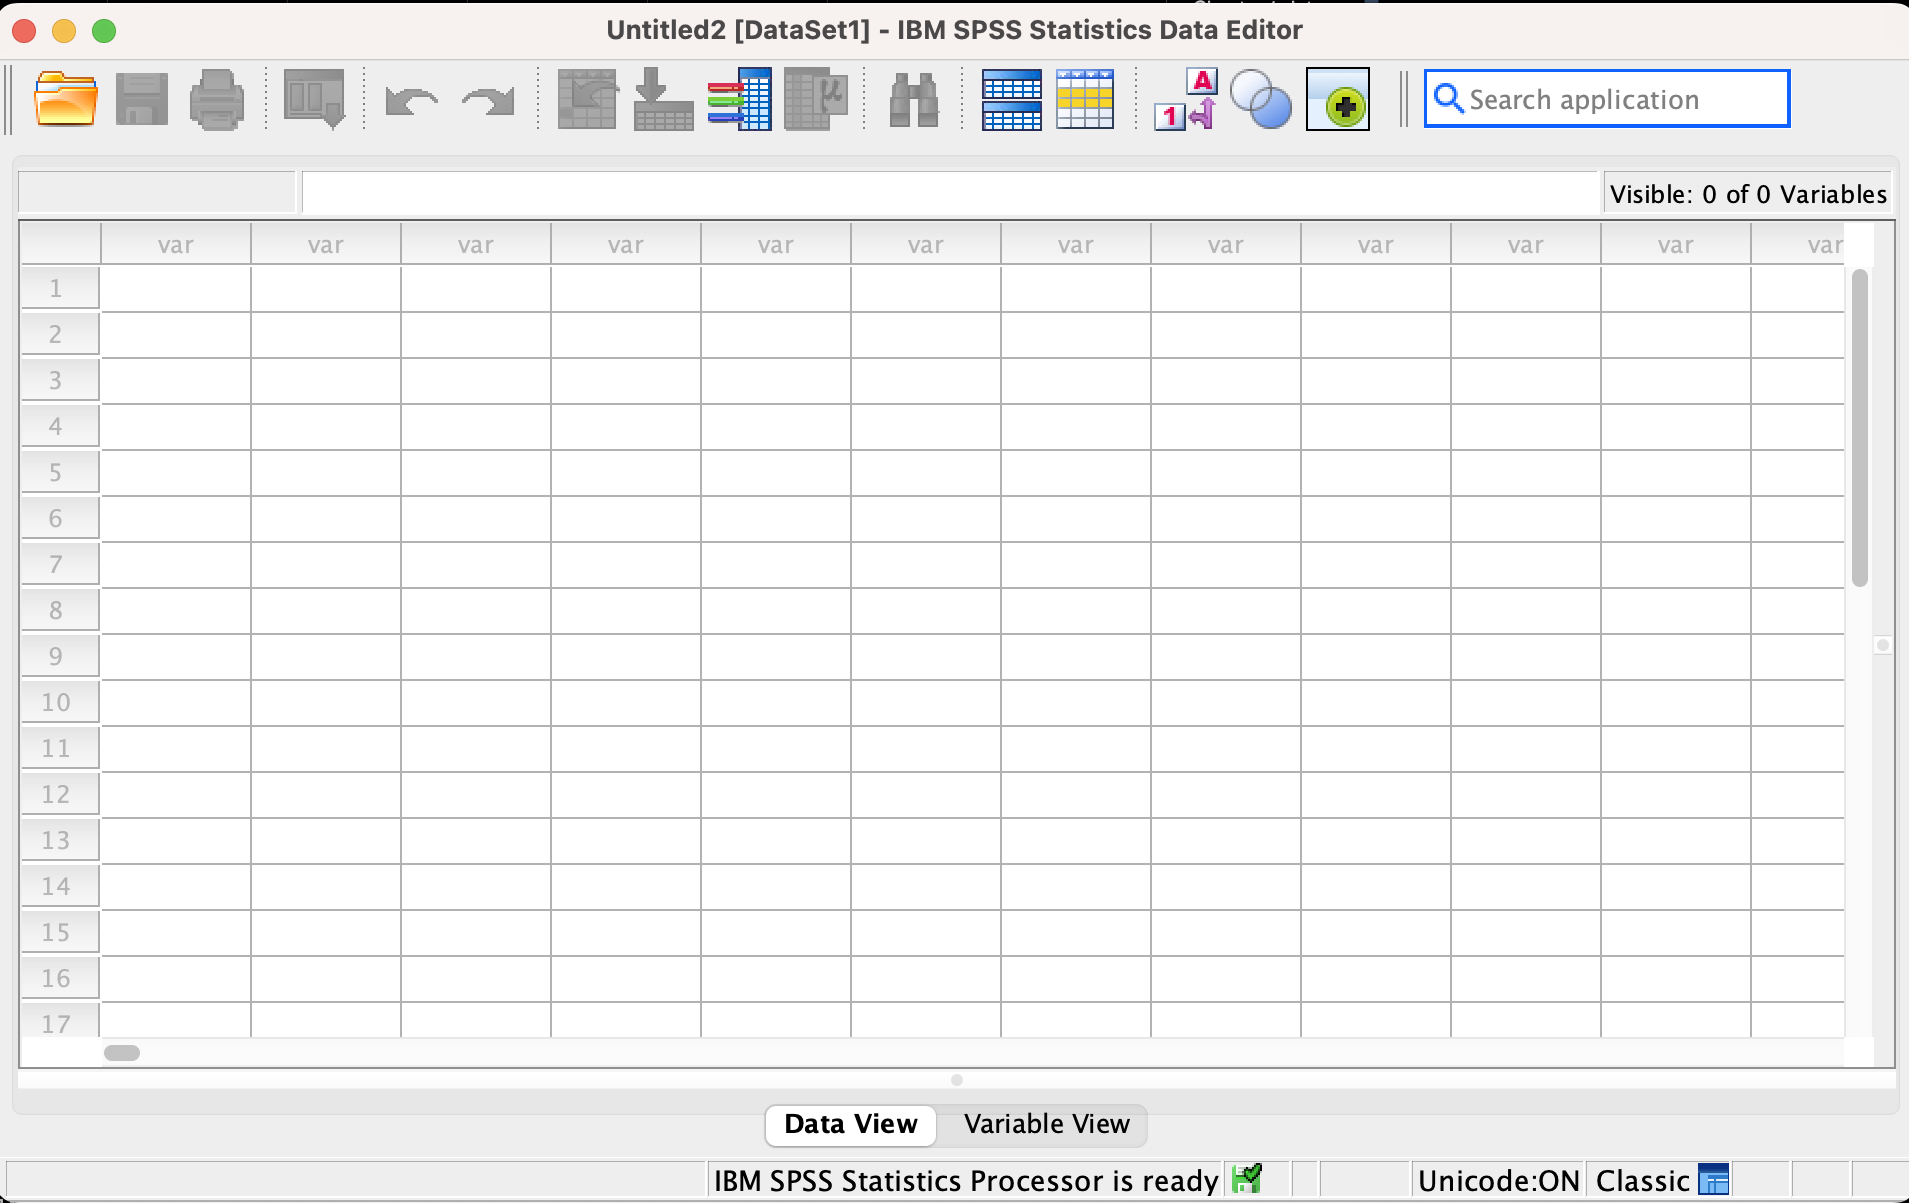 Untitled2 [DataSet1] - IBM SPSS Statistics Data Editor
A
1
μ
Search application
Visible: 0 of 0 Variables
var var var var var var var var var var var var
1
2
3
4
5
6
7
8
9
10
11
12
13
14
15
16
17
Data View Variable View
IBM SPSS Statistics Processor is ready Unicode:ON Classic